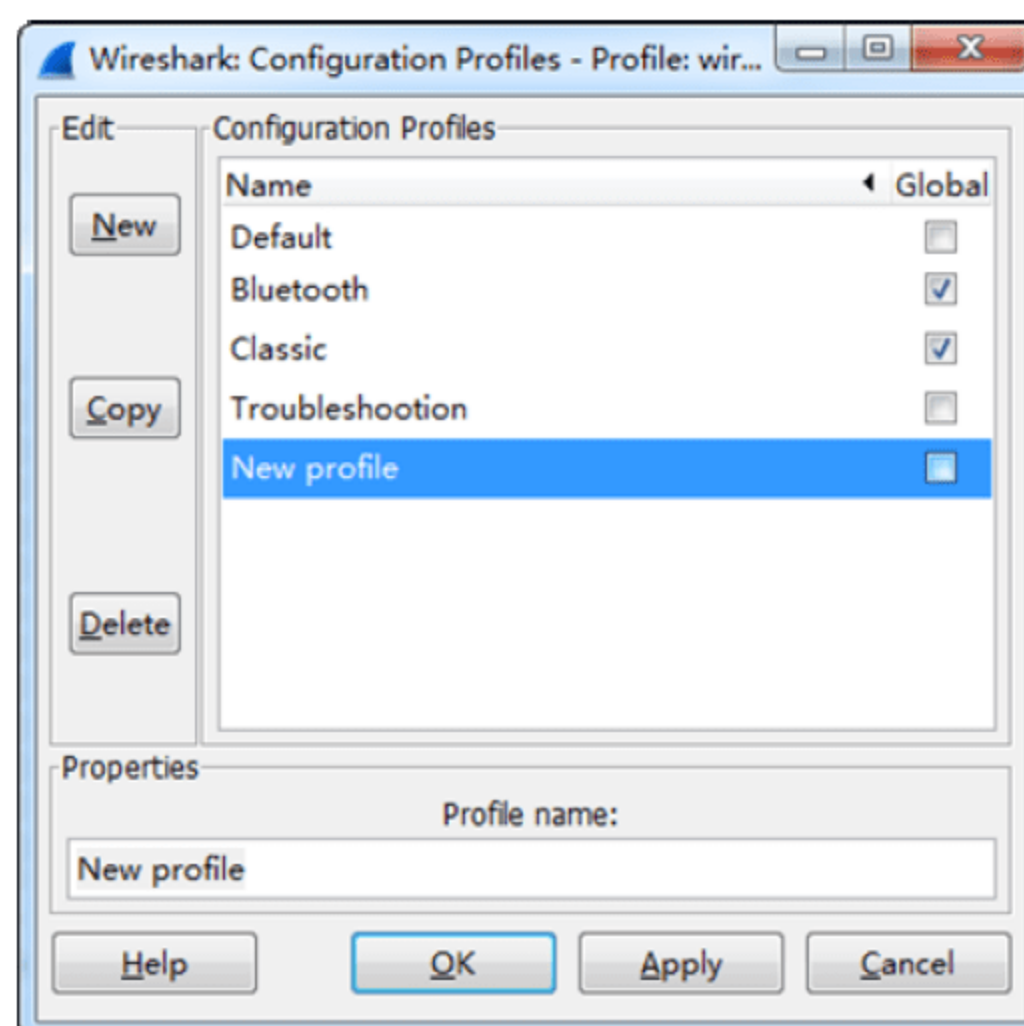 Wireshark: Configuration Profiles - Profile: wir...
Edit
Configuration Profiles
Name Global
New
Default
Bluetooth
Classic
Copy
Troubleshootion
New profile
Delete
Properties
Profile name:
New profile
Help OK Apply Cancel